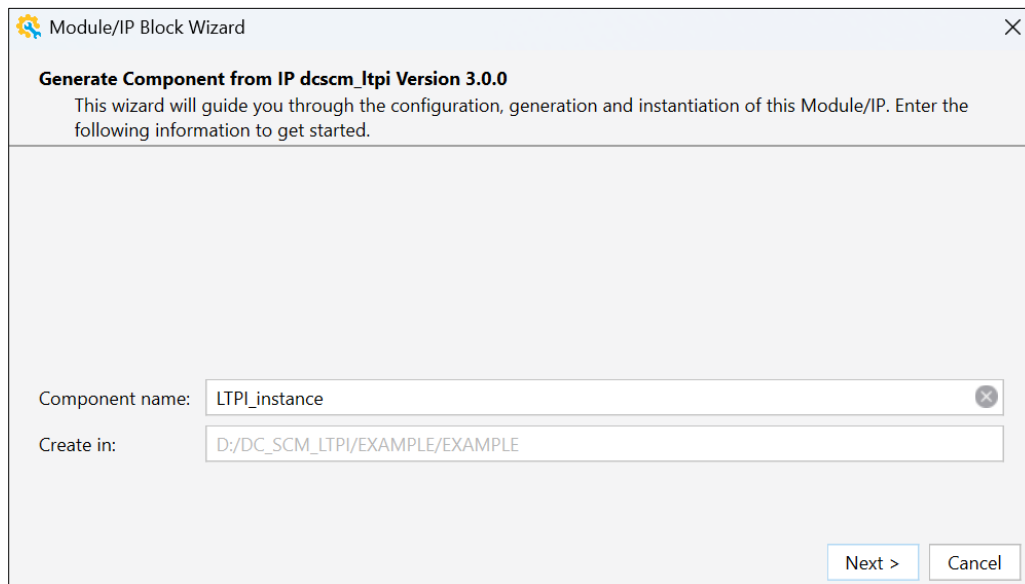 Module/IP Block Wizard
Generate Component from IP dcscm_ltpi Version 3.0.0
This wizard will guide you through the configuration, generation and instantiation of this Module/IP. Enter the
following information to get started.
Component name: LTPI_instance
Create in: D:/DC_SCM_LTPI/EXAMPLE/EXAMPLE
Next > Cancel